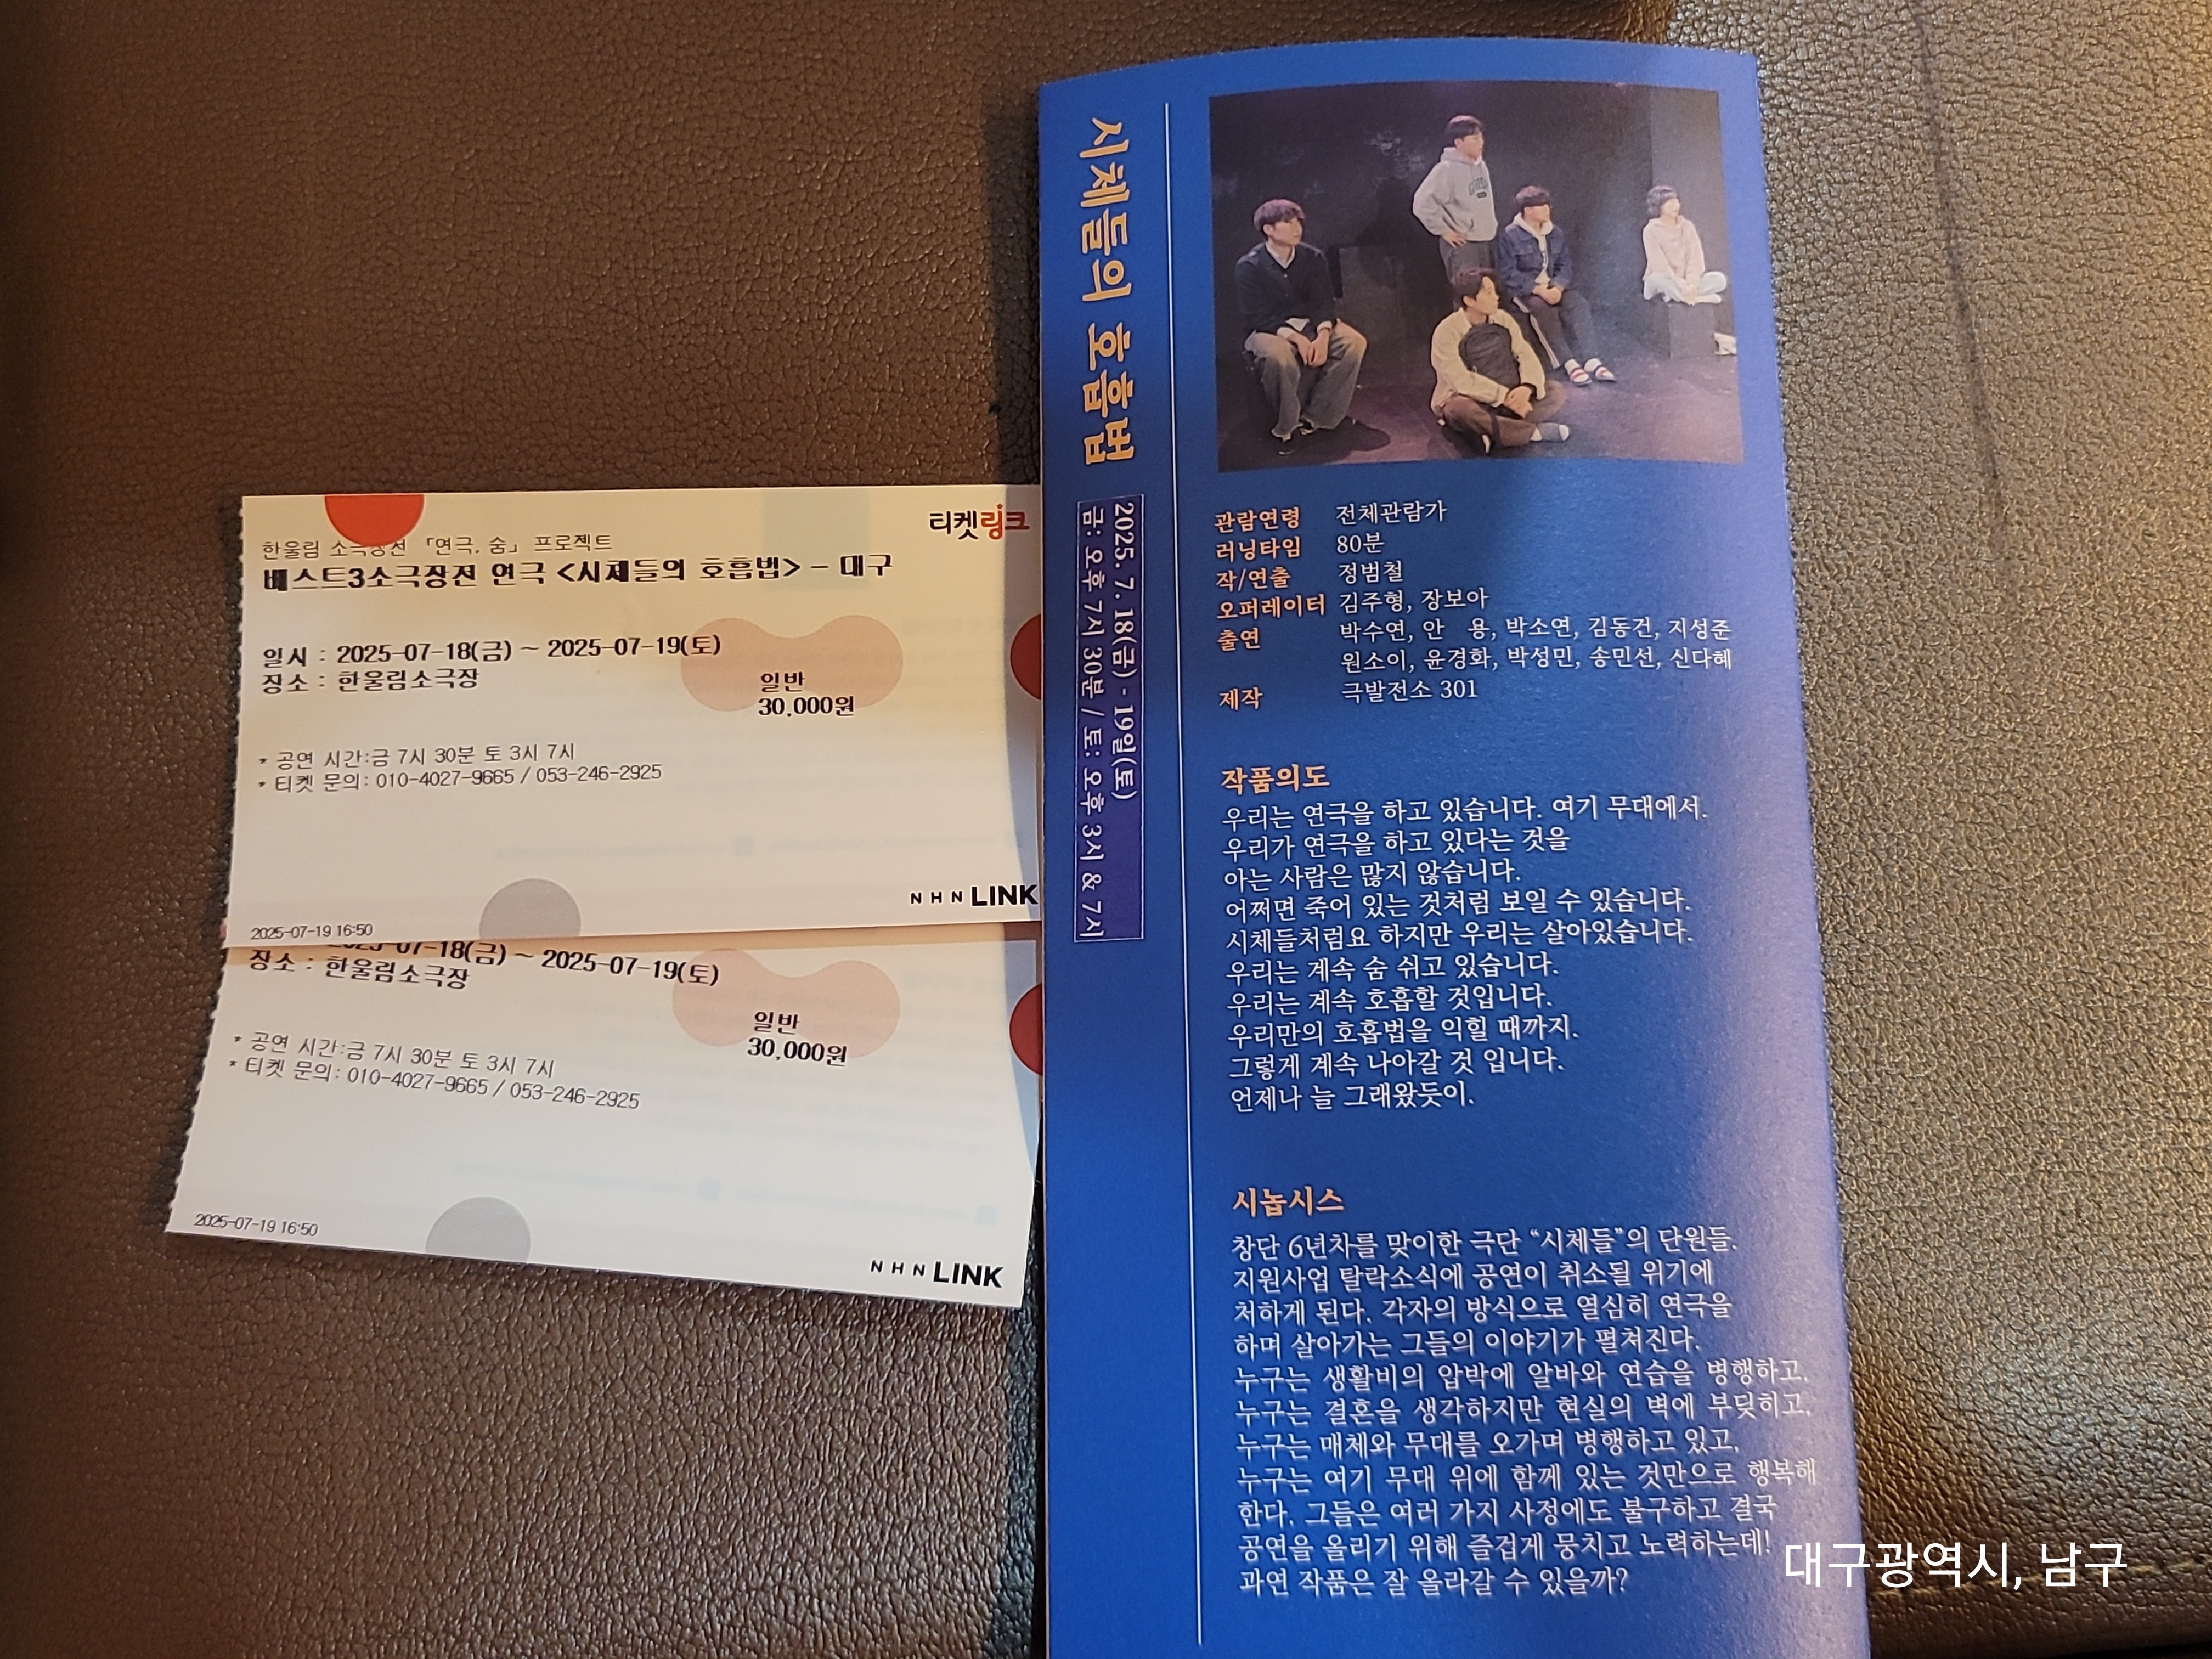 티켓링크
한울림 소극장전 「연극, 숨」 프로젝트
베스트3소극장전 연극 <시체들의 호흡법> - 대구
일시 : 2025-07-18(금) ~ 2025-07-19(토)
장소 : 한울림소극장
일반
30,000원
* 공연 시간:금 7시 30분 토 3시 7시
* 티켓 문의: 010-4027-9665 / 053-246-2925
NHN LINK
2025-07-19 16:50
2025-07-18(금) ~ 2025-07-19(토)
장소 : 한울림소극장
일반
30,000원
* 공연 시간:금 7시 30분 토 3시 7시
* 티켓 문의: 010-4027-9665 / 053-246-2925
2025-07-19 16:50
NHN LINK
시체들의 호흡법
2025. 7. 18(금) - 19일(토)
금: 오후 7시 30분 / 토: 오후 3시 & 7시
관람연령 전체관람가
러닝타임 80분
작/연출 정범철
오퍼레이터 김주형, 장보아
출연 박수연, 안 용, 박소연, 김동건, 지성준
원소이, 윤경화, 박성민, 송민선, 신다혜
제작 극발전소 301
작품의도
우리는 연극을 하고 있습니다. 여기 무대에서.
우리가 연극을 하고 있다는 것을
아는 사람은 많지 않습니다.
어쩌면 죽어 있는 것처럼 보일 수 있습니다.
시체들처럼요 하지만 우리는 살아있습니다.
우리는 계속 숨 쉬고 있습니다.
우리는 계속 호흡할 것입니다.
우리만의 호흡법을 익힐 때까지.
그렇게 계속 나아갈 것 입니다.
언제나 늘 그래왔듯이.
시놉시스
창단 6년차를 맞이한 극단 “시체들”의 단원들.
지원사업 탈락소식에 공연이 취소될 위기에
처하게 된다. 각자의 방식으로 열심히 연극을
하며 살아가는 그들의 이야기가 펼쳐진다.
누구는 생활비의 압박에 알바와 연습을 병행하고,
누구는 결혼을 생각하지만 현실의 벽에 부딪히고,
누구는 매체와 무대를 오가며 병행하고 있고,
누구는 여기 무대 위에 함께 있는 것만으로 행복해
한다. 그들은 여러 가지 사정에도 불구하고 결국
공연을 올리기 위해 즐겁게 뭉치고 노력하는데!
과연 작품은 잘 올라갈 수 있을까?
대구광역시, 남구